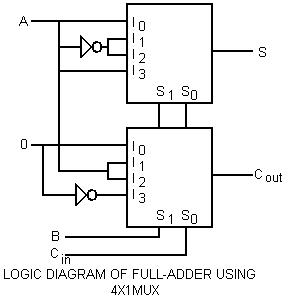 A
I0
I1
I2
I3
S
S1 S0
0
I0
I1
I2
I3
Cout
S1 S0
B
Cin
LOGIC DIAGRAM OF FULL-ADDER USING
4X1MUX